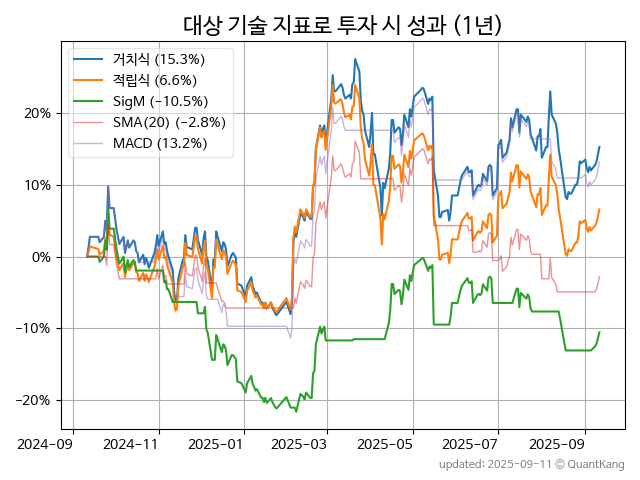 대상 기술 지표로 투자 시 성과 (1년)
거치식 (15.3%)
적립식 (6.6%)
SigM (−10.5%)
SMA(20) (−2.8%)
MACD (13.2%)
20%
10%
0%
−10%
−20%
2024-09 2024-11 2025-01 2025-03 2025-05 2025-07 2025-09
updated: 2025-09-11 © QuantKang